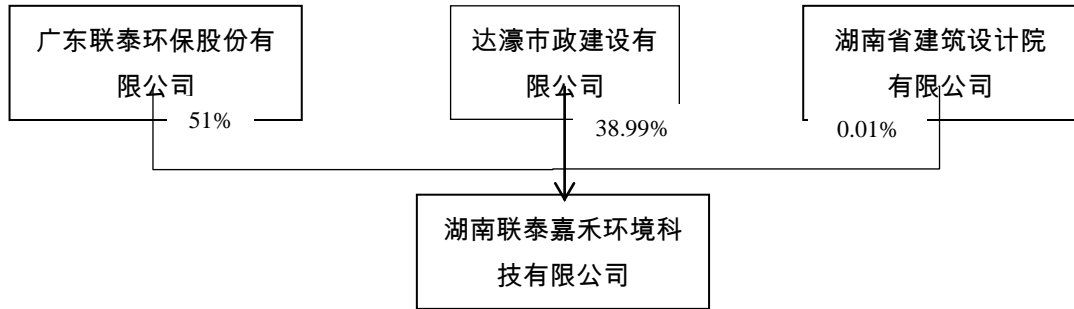 广东联泰环保股份有
限公司
达濠市政建设有
限公司
湖南省建筑设计院
有限公司
51%
38.99%
0.01%
湖南联泰嘉禾环境科
技有限公司